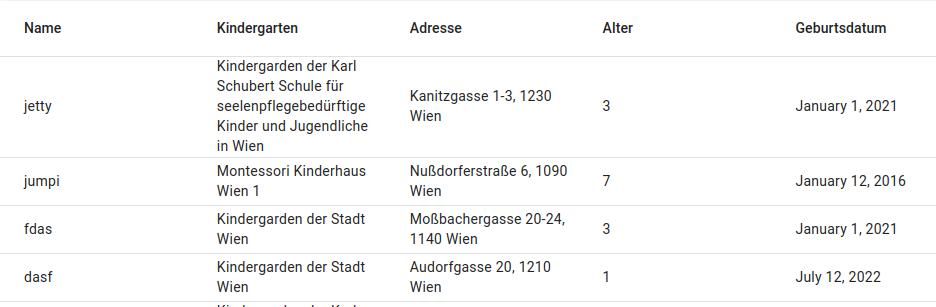 Name Kindergarten Adresse Alter Geburtsdatum
jetty Kindergarden der Karl Schubert Schule für seelenpflegebedürftige Kinder und Jugendliche in Wien Kanitzgasse 1-3, 1230 Wien 3 January 1, 2021
jumpi Montessori Kinderhaus Wien 1 Nußdorferstraße 6, 1090 Wien 7 January 12, 2016
fdas Kindergarden der Stadt Wien Moßbachergasse 20-24, 1140 Wien 3 January 1, 2021
dasf Kindergarden der Stadt Wien Audorfgasse 20, 1210 Wien 1 July 12, 2022